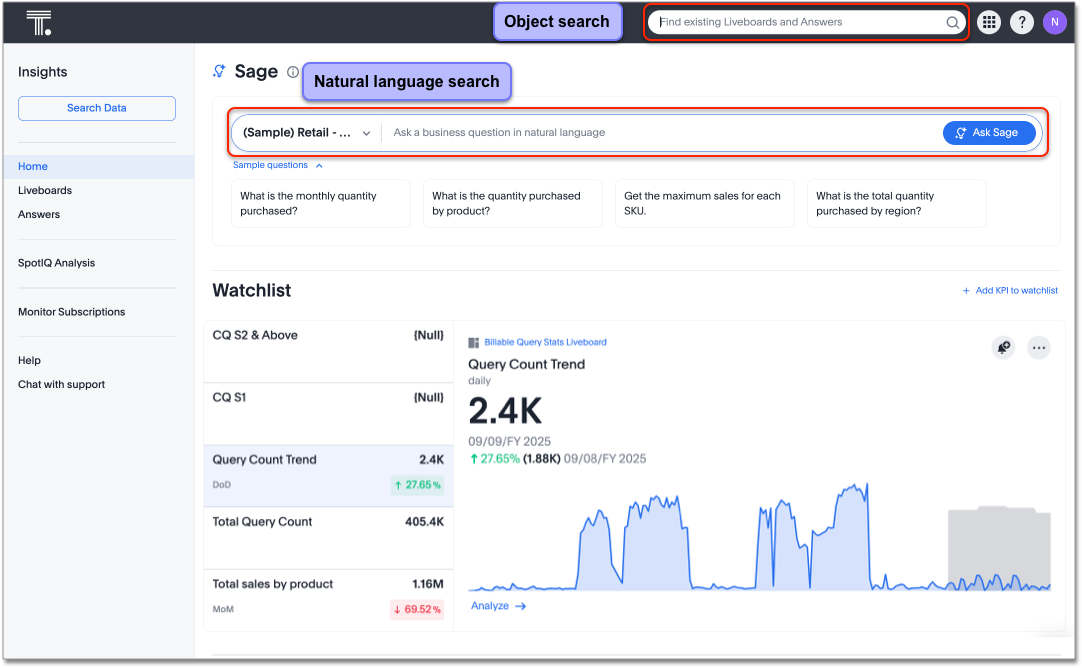 T.
Object search
Find existing Liveboards and Answers
?
N
Insights
Search Data
Home
Liveboards
Answers
SpotIQ Analysis
Monitor Subscriptions
Help
Chat with support
Sage
Natural language search
(Sample) Retail - ...
Ask a business question in natural language
Ask Sage
Sample questions
What is the monthly quantity
purchased?
What is the quantity purchased
by product?
Get the maximum sales for each
SKU.
What is the total quantity
purchased by region?
Watchlist
+ Add KPI to watchlist
CQ S2 & Above {Null}
CQ S1 {Null}
Query Count Trend 2.4K
DoD ↑ 27.65%
Total Query Count 405.4K
Total sales by product 1.16M
MoM ↓ 69.52%
Billable Query Stats Liveboard
Query Count Trend
daily
2.4K
09/09/FY 2025
↑ 27.65% (1.88K) 09/08/FY 2025
Analyze →